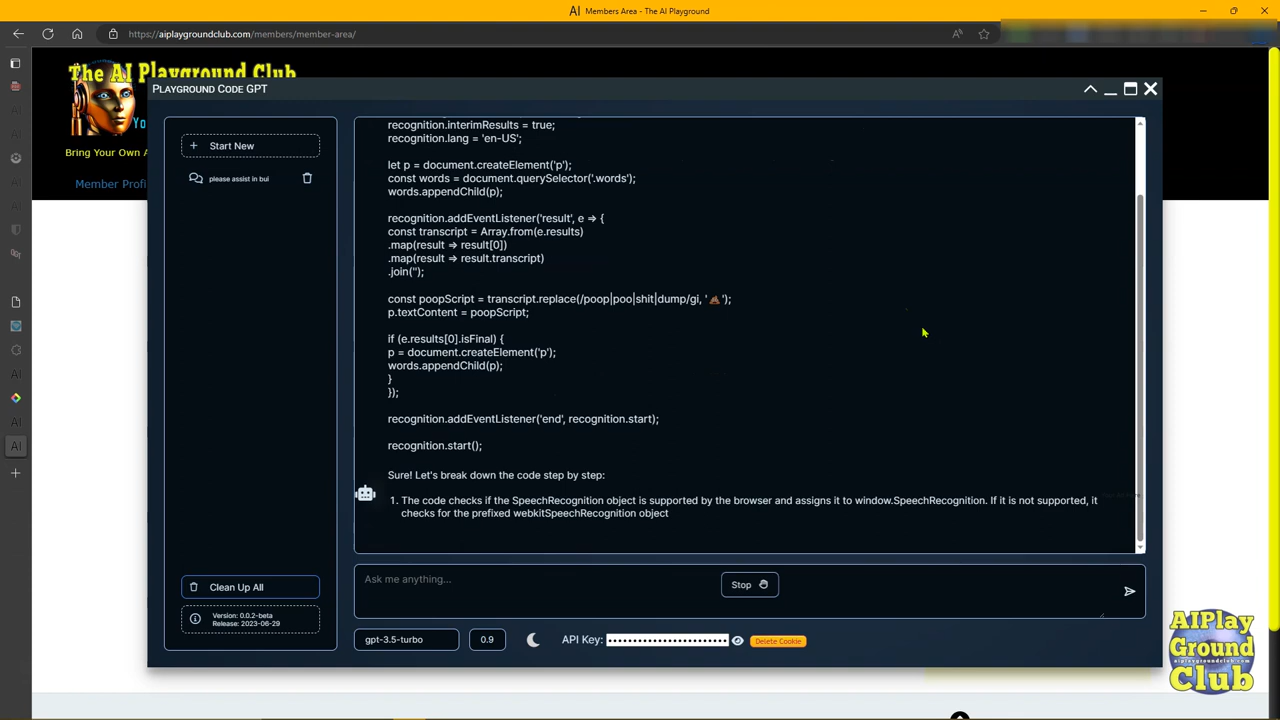 AI Members Area - The AI Playground
https://aiplaygroundclub.com/members/member-area/
The AI Playground Club
Yo
Bring Your Own A
Member Profi
PLAYGROUND CODE GPT
Start New
please assist in bui
recognition.interimResults = true;
recognition.lang = 'en-US';
let p = document.createElement('p');
const words = document.querySelector('.words');
words.appendChild(p);
recognition.addEventListener('result', e => {
const transcript = Array.from(e.results)
.map(result => result[0])
.map(result => result.transcript)
.join('');
const poopScript = transcript.replace(/poop|poo|shit|dump/gi, '💩');
p.textContent = poopScript;
if (e.results[0].isFinal) {
p = document.createElement('p');
words.appendChild(p);
}
});
recognition.addEventListener('end', recognition.start);
recognition.start();
Sure! Let's break down the code step by step:
1. The code checks if the SpeechRecognition object is supported by the browser and assigns it to window.SpeechRecognition. If it is not supported, it
checks for the prefixed webkitSpeechRecognition object
Clean Up All
Version: 0.0.2-beta
Release: 2023-06-29
Ask me anything...
Stop
gpt-3.5-turbo
0.9
API Key:
Delete Cookie
AIPlay
Ground
aiplaygroundclub.com
Club